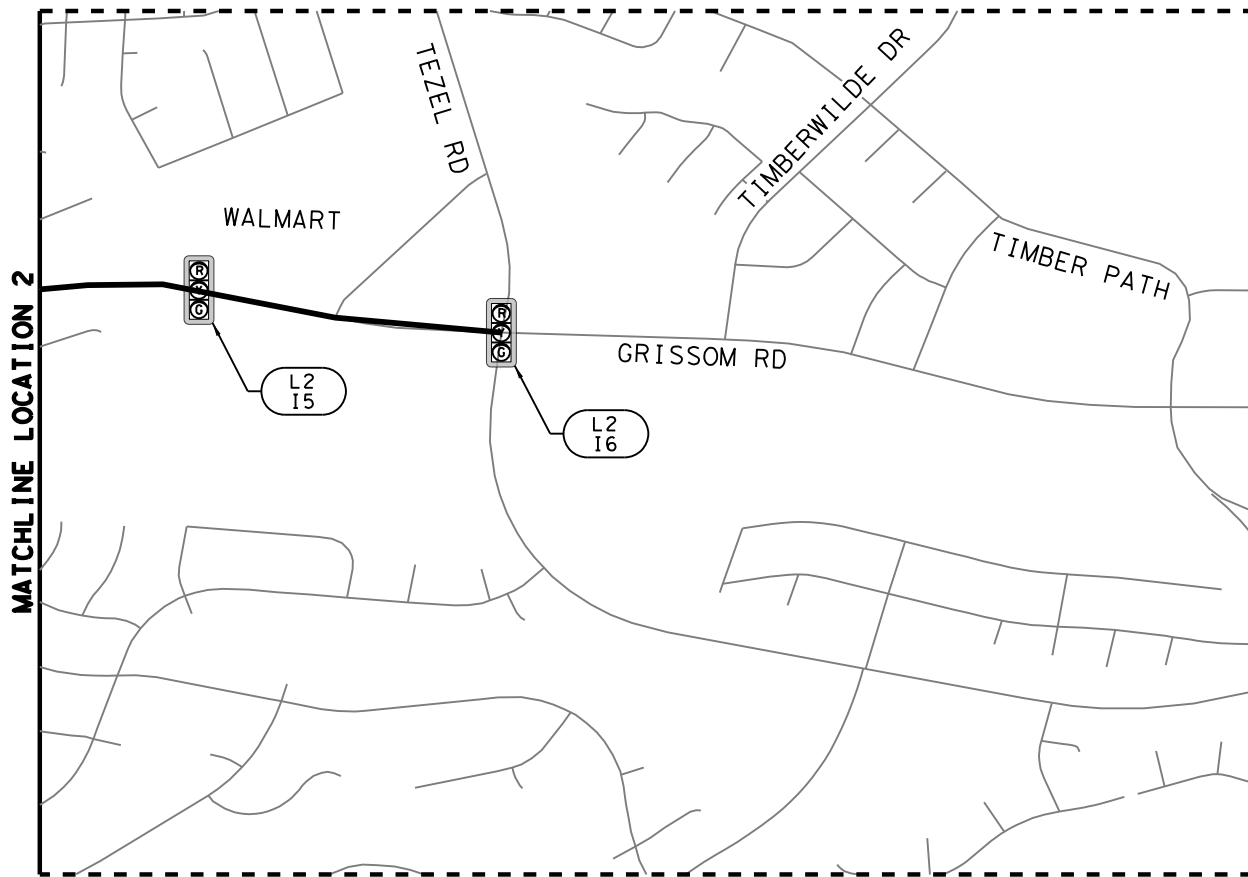 TEZEL RD
TIMBERWILDE DR
WALMART
TIMBER PATH
MATCHLINE LOCATION 2
R
G
R
Y
G
GRISSOM RD
L2
I5
L2
I6